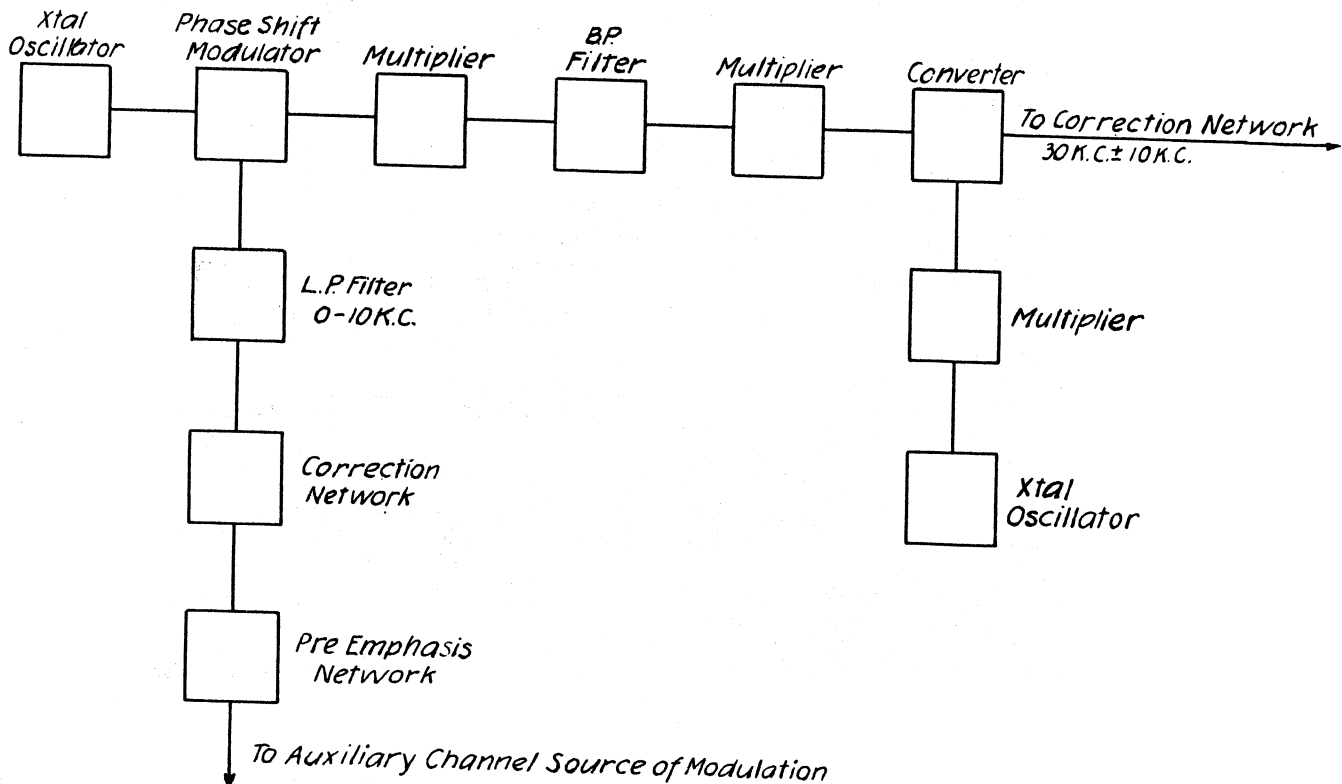 Xtal
Oscillator
Phase Shift
Modulator
Multiplier
B.P.
Filter
Multiplier
Converter
To Correction Network
30 K.C. ± 10 K.C.
L.P. Filter
0-10 K.C.
Multiplier
Correction
Network
Xtal
Oscillator
Pre Emphasis
Network
To Auxiliary Channel Source of Modulation